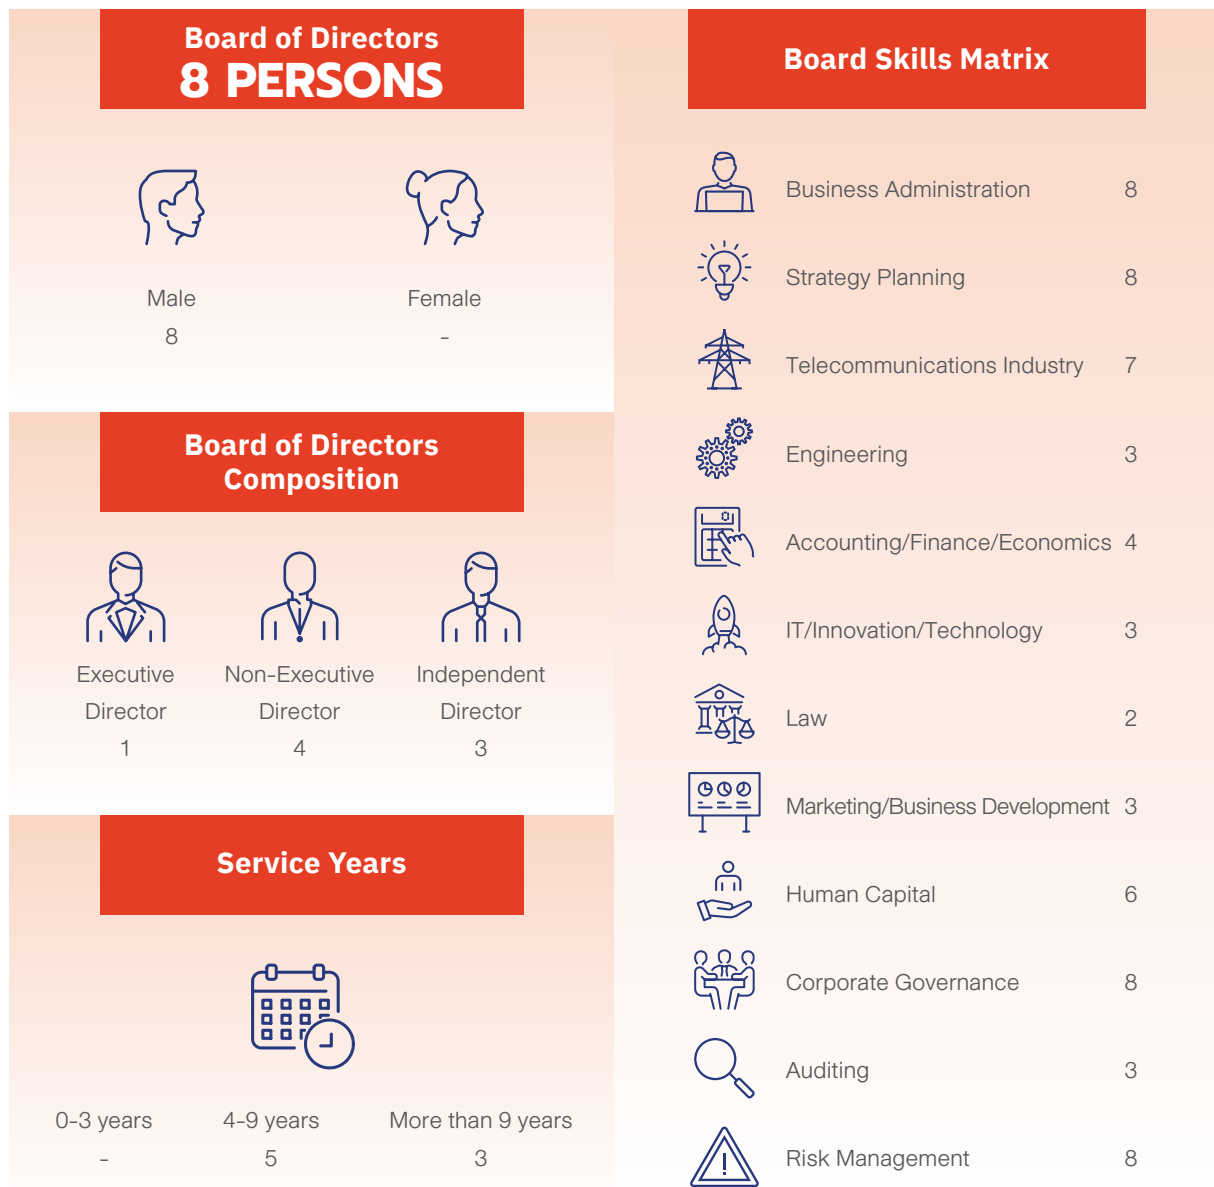 Board of Directors
8 PERSONS
Male
8
Female
-
Board of Directors
Composition
Executive
Director
1
Non-Executive
Director
4
Independent
Director
3
Service Years
0-3 years
-
4-9 years
5
More than 9 years
3
Board Skills Matrix
Business Administration 8
Strategy Planning 8
Telecommunications Industry 7
Engineering 3
Accounting/Finance/Economics 4
IT/Innovation/Technology 3
Law 2
Marketing/Business Development 3
Human Capital 6
Corporate Governance 8
Auditing 3
Risk Management 8